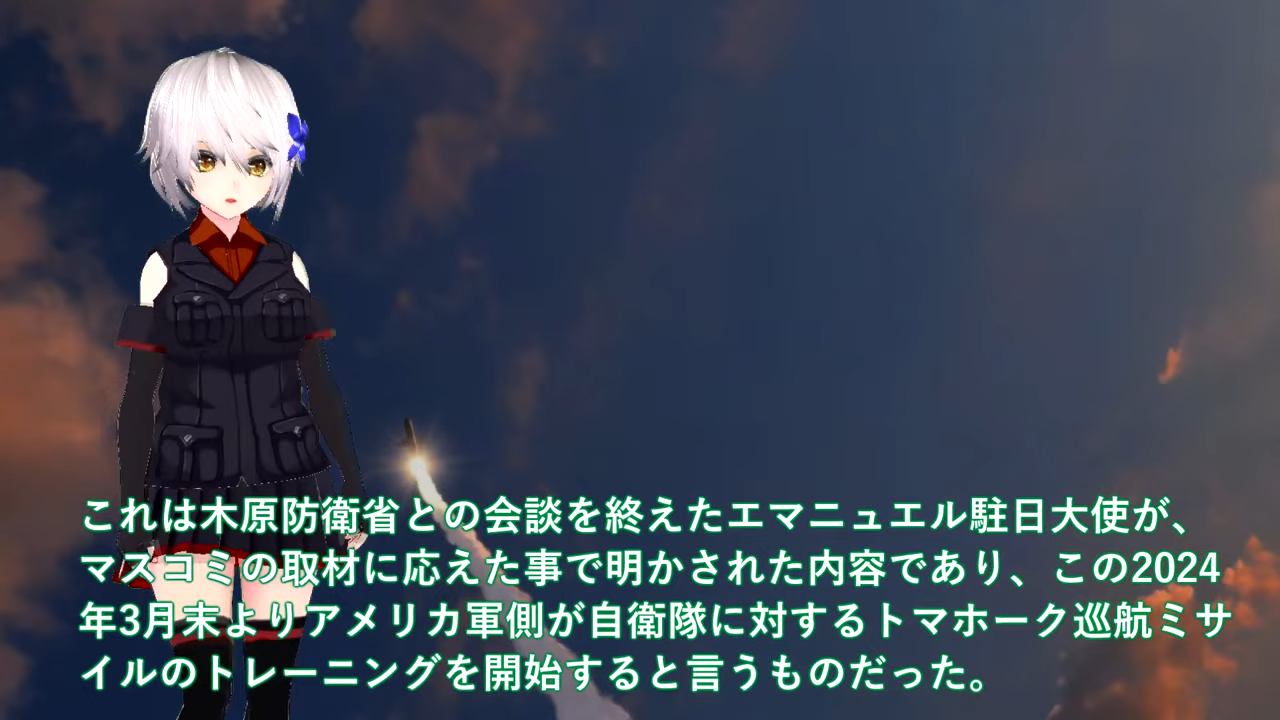 これは木原防衛省との会談を終えたエマニュエル駐日大使が、
マスコミの取材に応えた事で明かされた内容であり、この2024
年3月末よりアメリカ軍側が自衛隊に対するトマホーク巡航ミサ
イルのトレーニングを開始すると言うものだった。